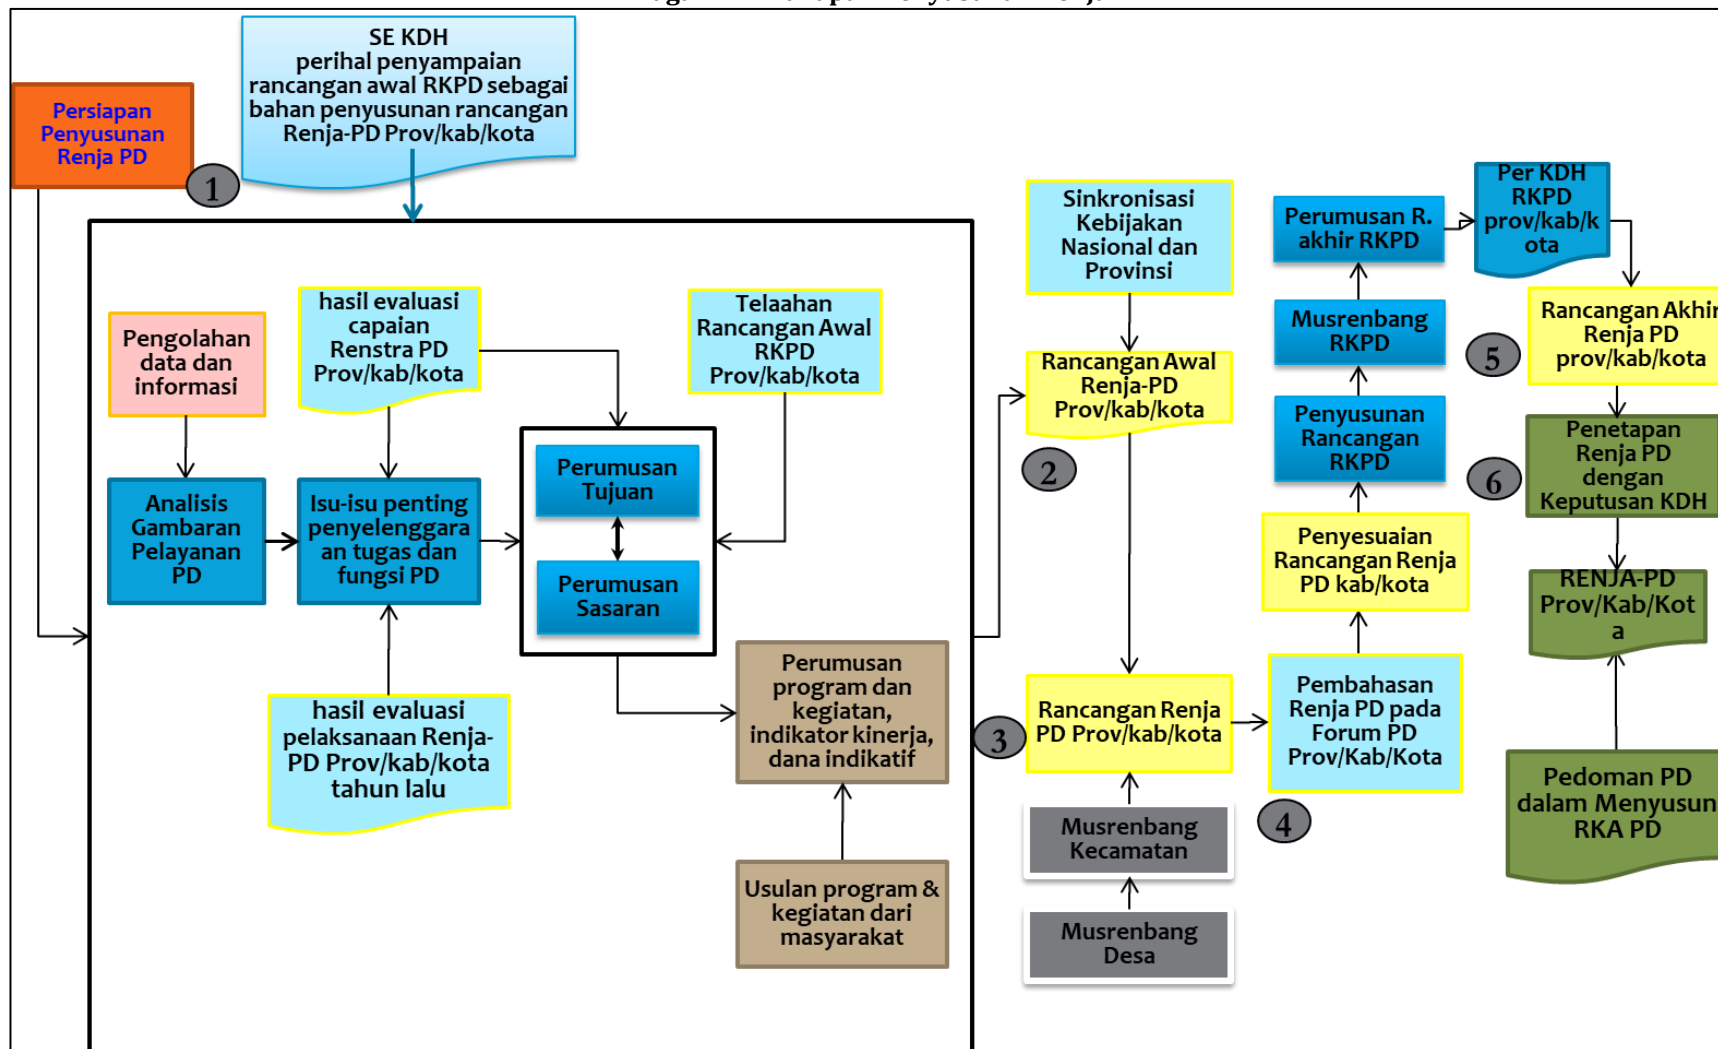 SE KDH
perihal penyampaian
rancangan awal RKPD sebagai
bahan penyusunan rancangan
Renja-PD Prov/kab/kota
Persiapan
Penyusunan
Renja PD
1
Pengolahan
data dan
informasi
hasil evaluasi
capaian
Renstra PD
Prov/kab/kota
Telaahan
Rancangan Awal
RKPD
Prov/kab/kota
Analisis
Gambaran
Pelayanan
PD
Isu-isu penting
penyelenggara
an tugas dan
fungsi PD
Perumusan
Tujuan
Perumusan
Sasaran
hasil evaluasi
pelaksanaan Renja-
PD Prov/kab/kota
tahun lalu
Perumusan
program dan
kegiatan,
indikator kinerja,
dana indikatif
Usulan program &
kegiatan dari
masyarakat
Sinkronisasi
Kebijakan
Nasional dan
Provinsi
Rancangan Awal
Renja-PD
Prov/kab/kota
2
3
Rancangan Renja
PD Prov/kab/kota
Musrenbang
Kecamatan
Musrenbang
Desa
4
Pembahasan
Renja PD pada
Forum PD
Prov/Kab/Kota
Penyesuaian
Rancangan Renja
PD kab/kota
Penyusunan
Rancangan
RKPD
Musrenbang
RKPD
Perumusan R.
akhir RKPD
Per KDH
RKPD
prov/kab/k
ota
5
Rancangan Akhir
Renja PD
prov/kab/kota
6
Penetapan
Renja PD
dengan
Keputusan KDH
RENJA-PD
Prov/Kab/Kot
a
Pedoman PD
dalam Menyusun
RKA PD